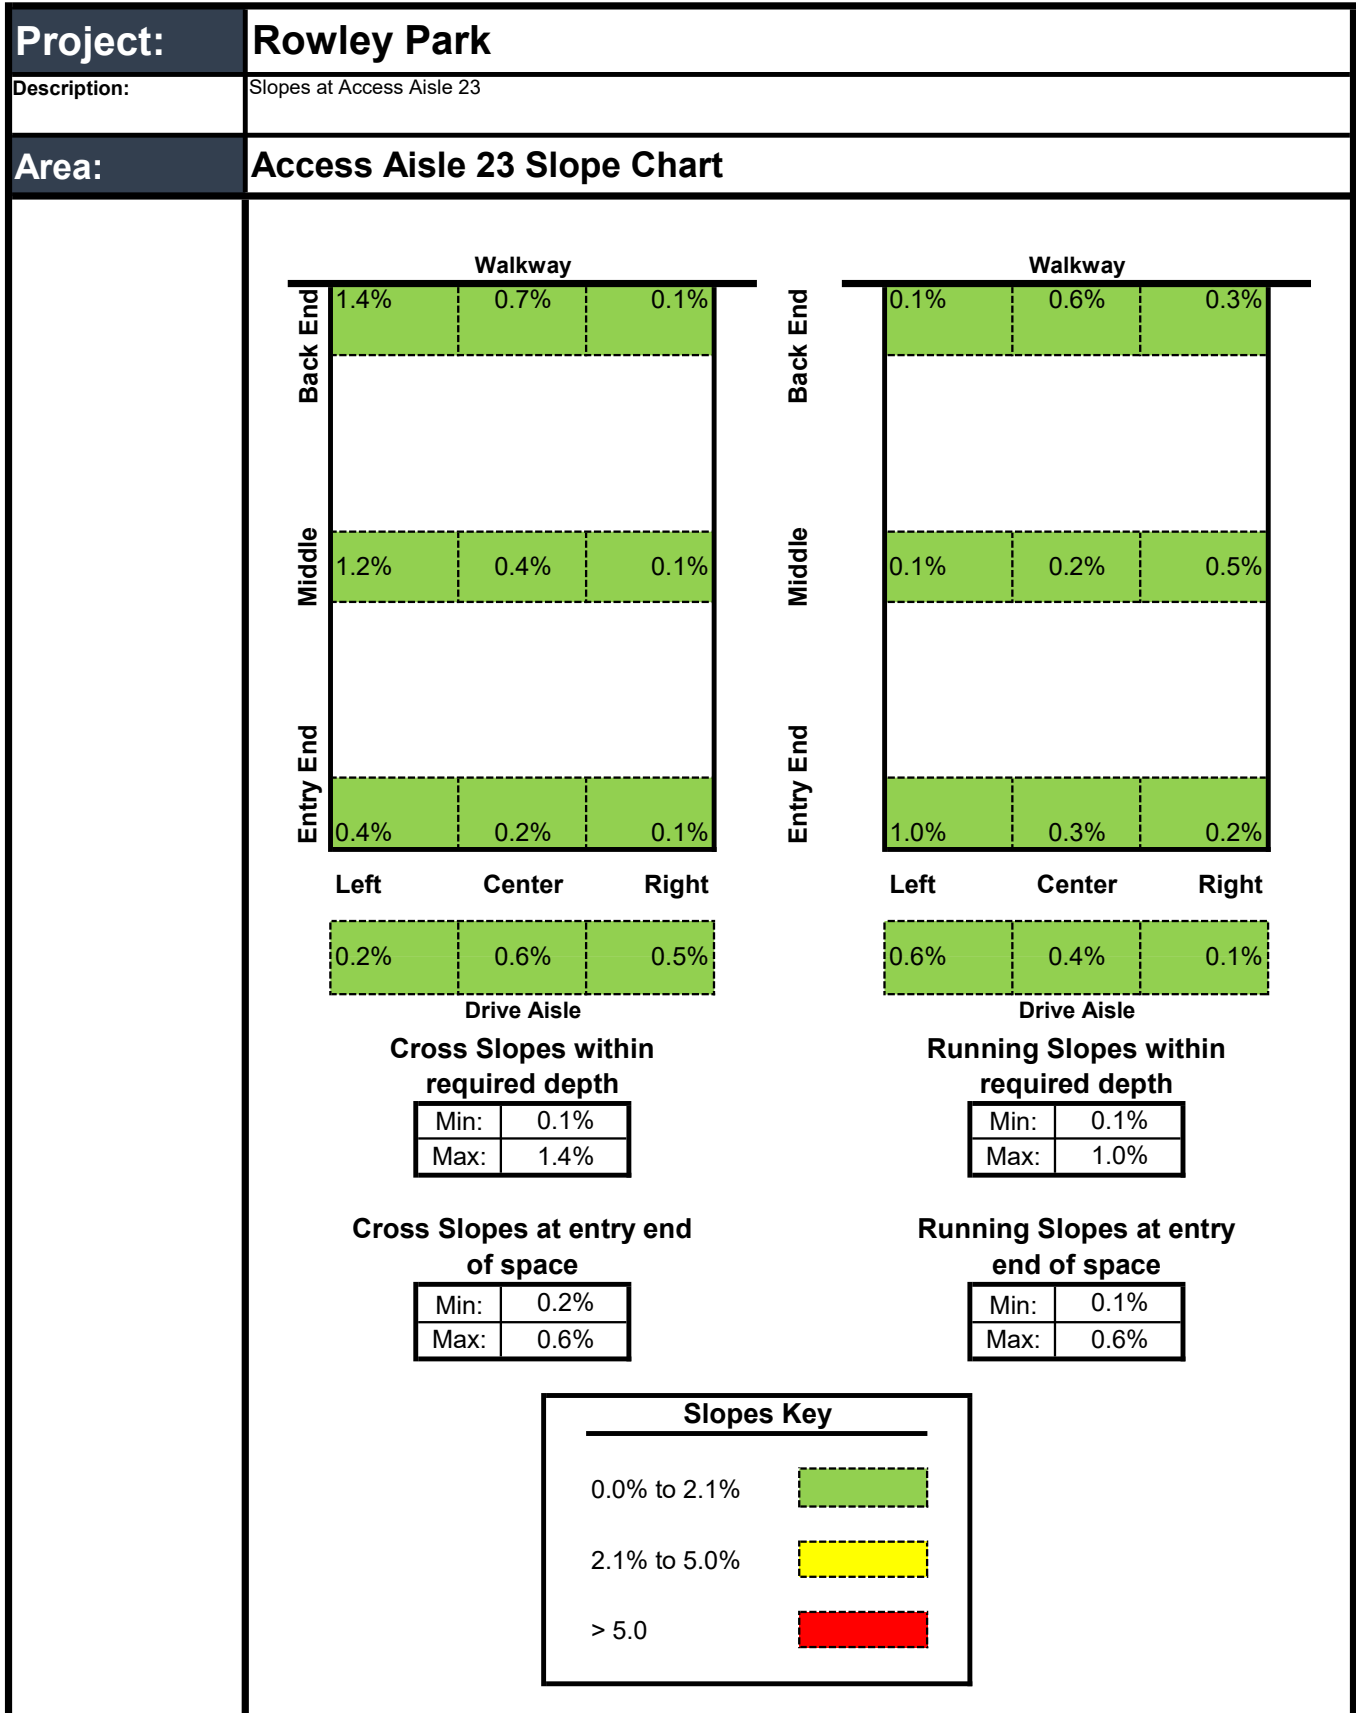 Project: Rowley Park
Description: Slopes at Access Aisle 23
Area: Access Aisle 23 Slope Chart
Walkway
Back End
1.4% 0.7% 0.1%
Middle
1.2% 0.4% 0.1%
Entry End
0.4% 0.2% 0.1%
Left Center Right
0.2% 0.6% 0.5%
Drive Aisle
Cross Slopes within
required depth
Min: 0.1%
Max: 1.4%
Cross Slopes at entry end
of space
Min: 0.2%
Max: 0.6%
Walkway
Back End
0.1% 0.6% 0.3%
Middle
0.1% 0.2% 0.5%
Entry End
1.0% 0.3% 0.2%
Left Center Right
0.6% 0.4% 0.1%
Drive Aisle
Running Slopes within
required depth
Min: 0.1%
Max: 1.0%
Running Slopes at entry
end of space
Min: 0.1%
Max: 0.6%
Slopes Key
0.0% to 2.1%
2.1% to 5.0%
> 5.0